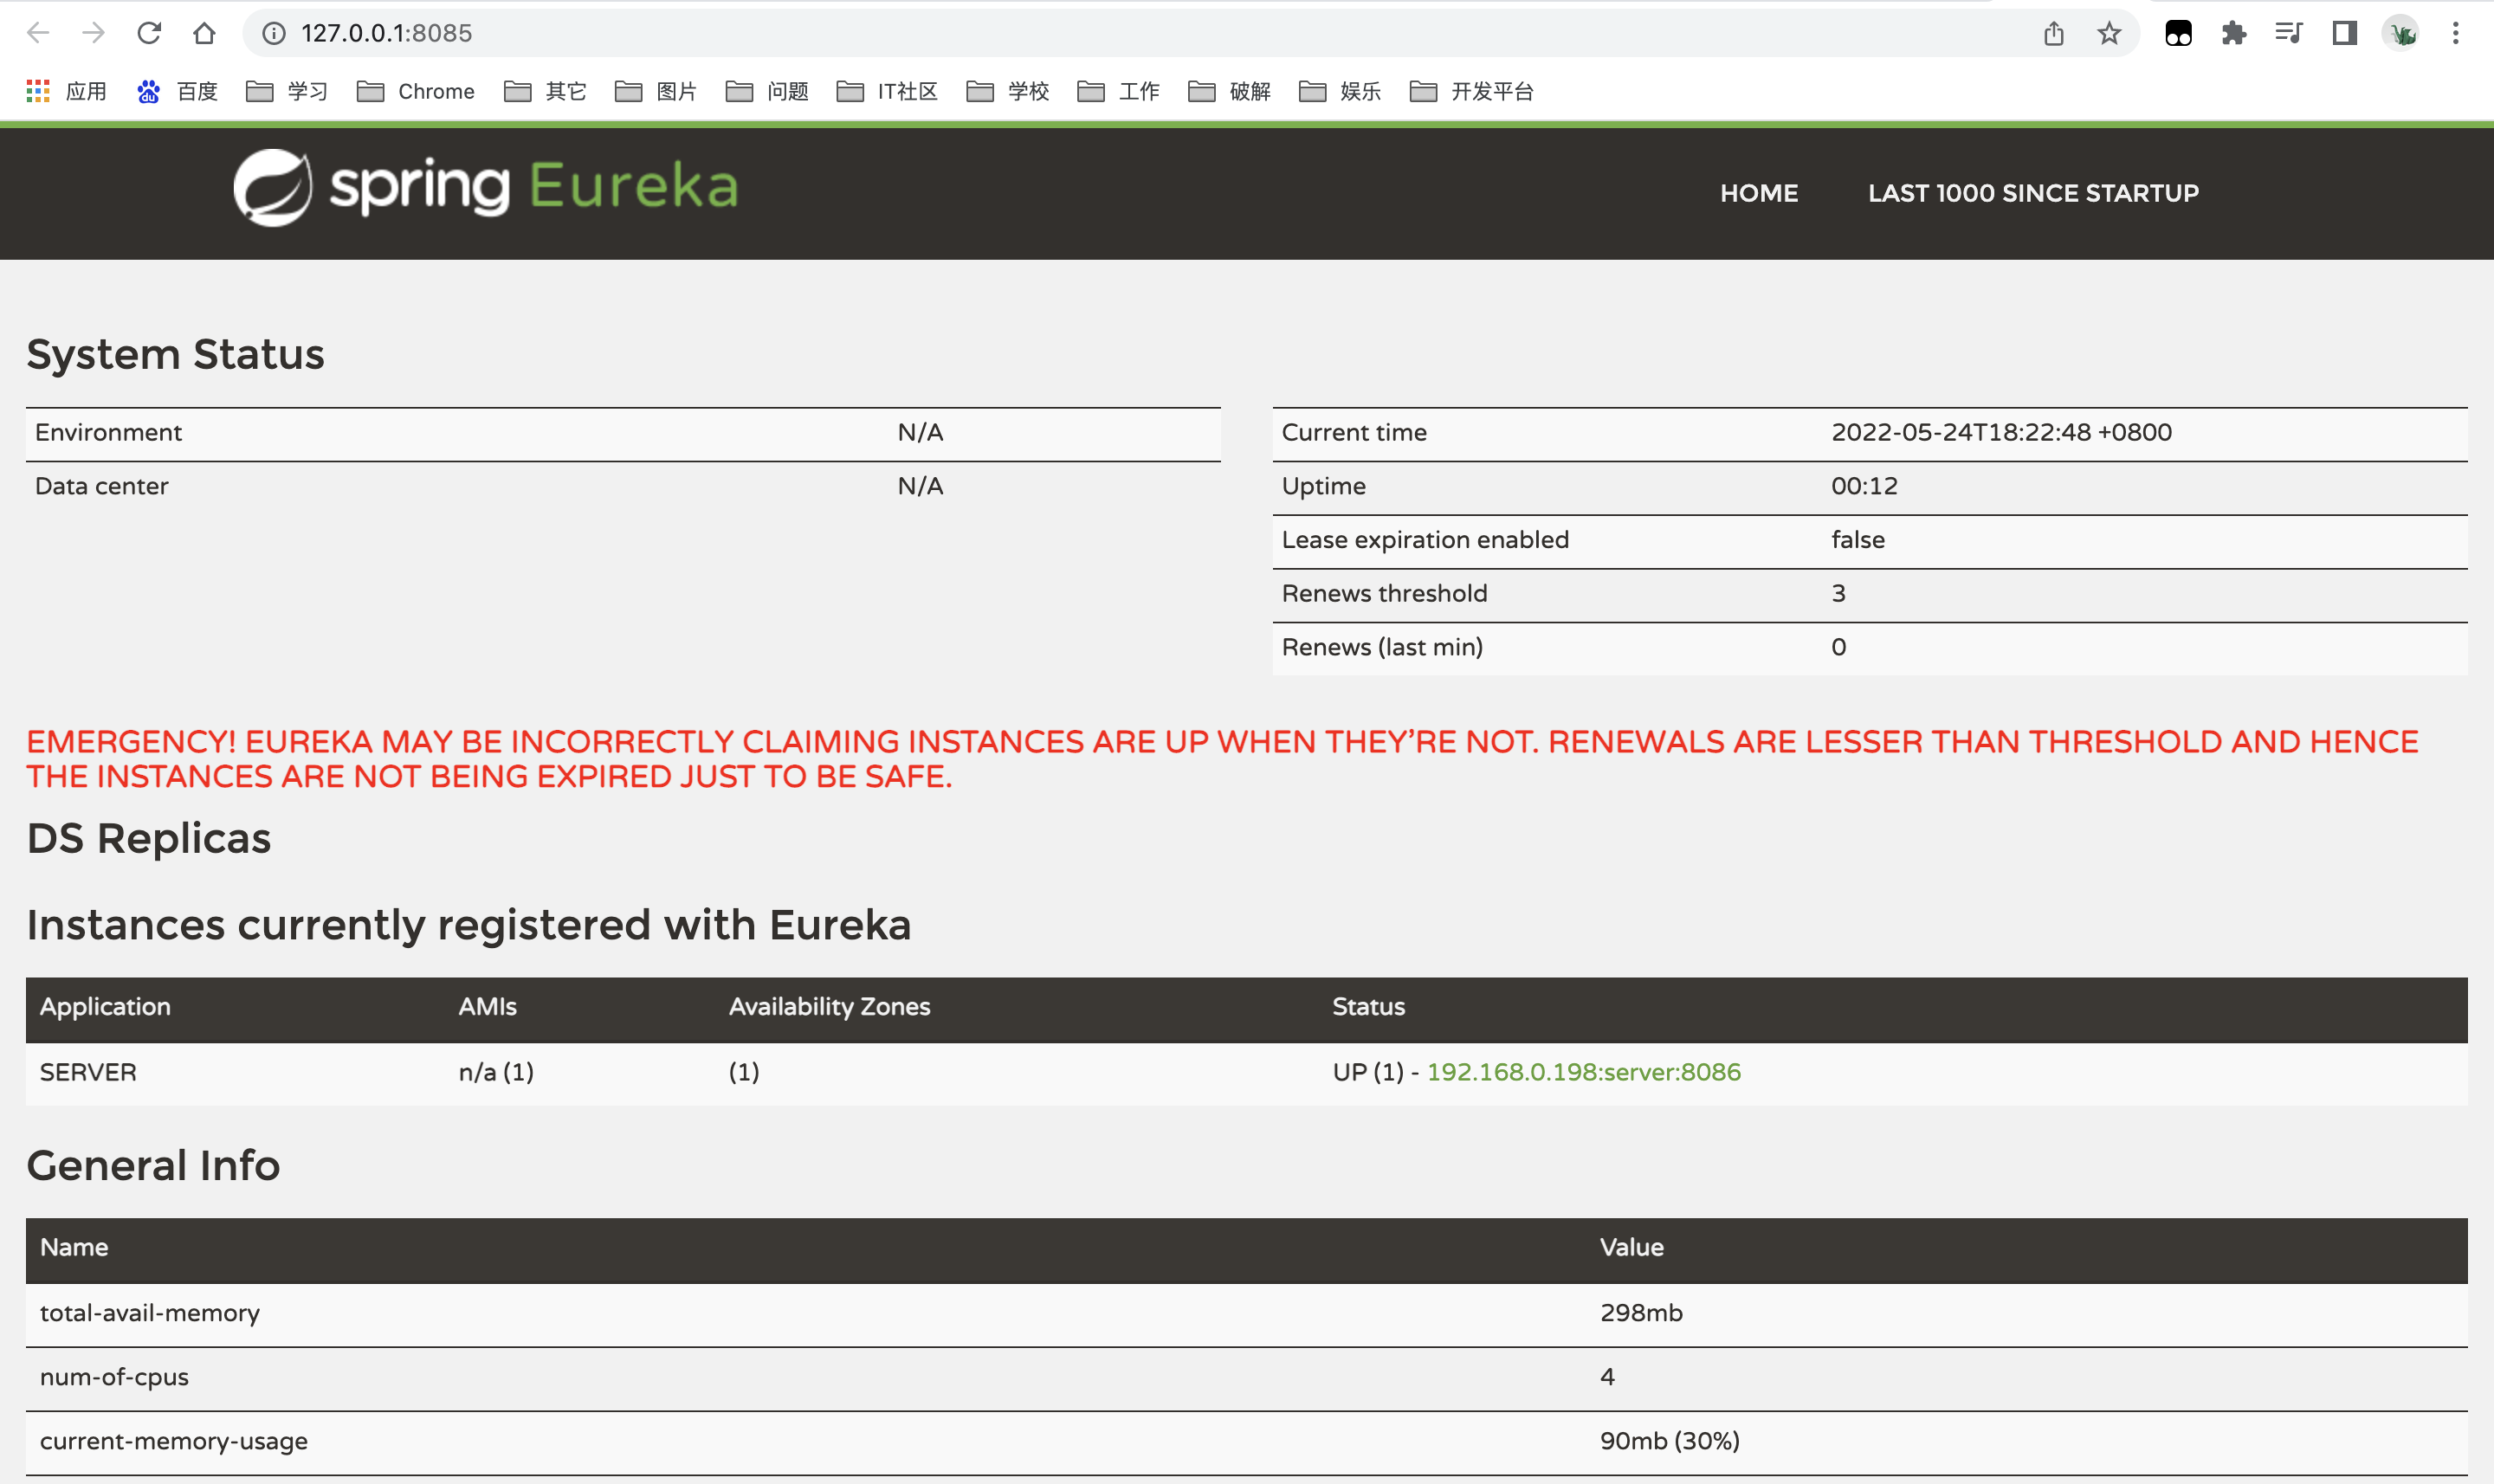 127.0.0.1:8085
应用 百度 学习 Chrome 其它 图片 问题 IT社区 学校 工作 破解 娱乐 开发平台
spring Eureka HOME LAST 1000 SINCE STARTUP
System Status
Environment N/A
Data center N/A
Current time 2022-05-24T18:22:48 +0800
Uptime 00:12
Lease expiration enabled false
Renews threshold 3
Renews (last min) 0
EMERGENCY! EUREKA MAY BE INCORRECTLY CLAIMING INSTANCES ARE UP WHEN THEY'RE NOT. RENEWALS ARE LESSER THAN THRESHOLD AND HENCE
THE INSTANCES ARE NOT BEING EXPIRED JUST TO BE SAFE.
DS Replicas
Instances currently registered with Eureka
Application AMIs Availability Zones Status
SERVER n/a (1) (1) UP (1) - 192.168.0.198:server:8086
General Info
Name Value
total-avail-memory 298mb
num-of-cpus 4
current-memory-usage 90mb (30%)